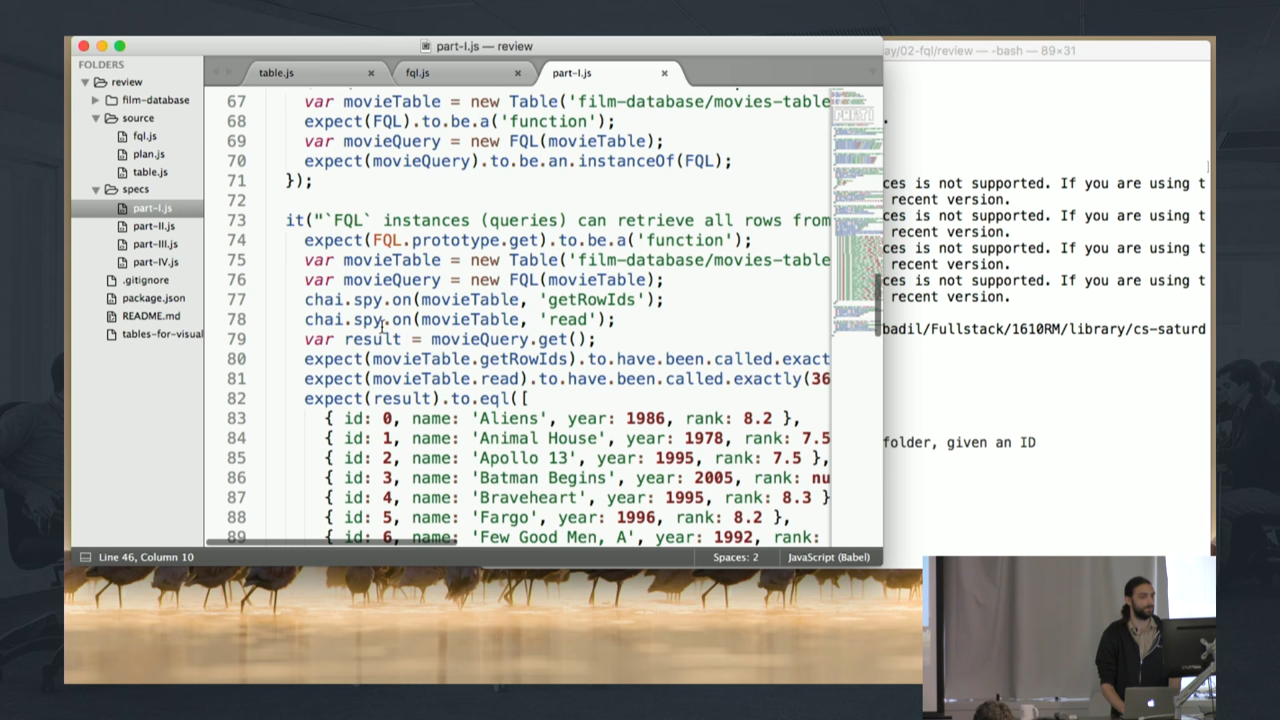 part-I.js — review
ay/02-fql/review — -bash — 89×31
FOLDERS
review
film-database
source
fql.js
plan.js
table.js
specs
part-I.js
part-II.js
part-III.js
part-IV.js
.gitignore
package.json
README.md
tables-for-visual
table.js
fql.js
part-I.js
67 var movieTable = new Table('film-database/movies-table
68 expect(FQL).to.be.a('function');
69 var movieQuery = new FQL(movieTable);
70 expect(movieQuery).to.be.an.instanceOf(FQL);
71 });
72
73 it("`FQL` instances (queries) can retrieve all rows from
74 expect(FQL.prototype.get).to.be.a('function');
75 var movieTable = new Table('film-database/movies-table
76 var movieQuery = new FQL(movieTable);
77 chai.spy.on(movieTable, 'getRowIds');
78 chai.spy.on(movieTable, 'read');
79 var result = movieQuery.get();
80 expect(movieTable.getRowIds).to.have.been.called.exact
81 expect(movieTable.read).to.have.been.called.exactly(36
82 expect(result).to.eql([
83 { id: 0, name: 'Aliens', year: 1986, rank: 8.2 },
84 { id: 1, name: 'Animal House', year: 1978, rank: 7.5
85 { id: 2, name: 'Apollo 13', year: 1995, rank: 7.5 },
86 { id: 3, name: 'Batman Begins', year: 2005, rank: nu
87 { id: 4, name: 'Braveheart', year: 1995, rank: 8.3 }
88 { id: 5, name: 'Fargo', year: 1996, rank: 8.2 },
89 { id: 6, name: 'Few Good Men, A', year: 1992, rank:
Line 46, Column 10
Spaces: 2
JavaScript (Babel)
ces is not supported. If you are using t
recent version.
ces is not supported. If you are using t
recent version.
ces is not supported. If you are using t
recent version.
ces is not supported. If you are using t
recent version.
badil/Fullstack/1610RM/library/cs-saturd
folder, given an ID